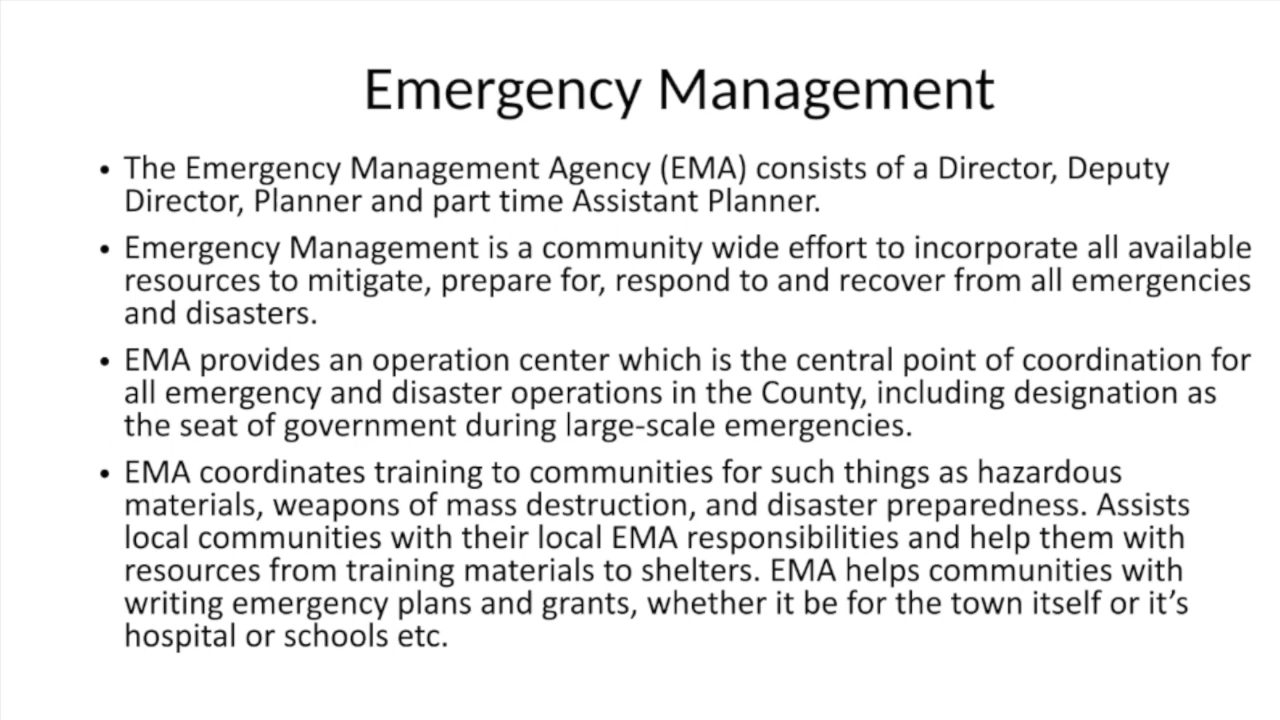 Emergency Management
• The Emergency Management Agency (EMA) consists of a Director, Deputy
Director, Planner and part time Assistant Planner.
• Emergency Management is a community wide effort to incorporate all available
resources to mitigate, prepare for, respond to and recover from all emergencies
and disasters.
• EMA provides an operation center which is the central point of coordination for
all emergency and disaster operations in the County, including designation as
the seat of government during large-scale emergencies.
• EMA coordinates training to communities for such things as hazardous
materials, weapons of mass destruction, and disaster preparedness. Assists
local communities with their local EMA responsibilities and help them with
resources from training materials to shelters. EMA helps communities with
writing emergency plans and grants, whether it be for the town itself or it’s
hospital or schools etc.